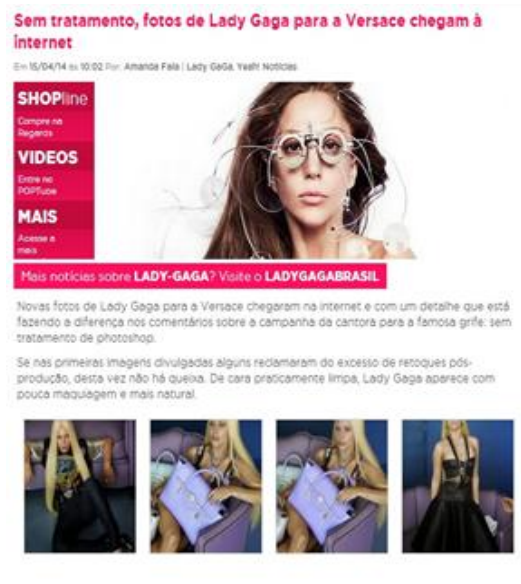 Sem tratamento, fotos de Lady Gaga para a Versace chegam à
internet
Em 15/04/14 às 10:02 Por: Amanda Faia | Lady GaGa, Yeah! Notícias
SHOPline
Compre na
Regards
VIDEOS
Entre no
POPTube
MAIS
Acesse a
mais
Mais notícias sobre LADY-GAGA? Visite o LADYGAGABRASIL
Novas fotos de Lady Gaga para a Versace chegaram na internet e com um detalhe que está
fazendo a diferença nos comentários sobre a campanha da cantora para a famosa grife: sem
tratamento de photoshop.
Se nas primeiras imagens divulgadas alguns reclamaram do excesso de retoques pós-
produção, desta vez não há queixa. De cara praticamente limpa, Lady Gaga aparece com
pouca maquiagem e mais natural.